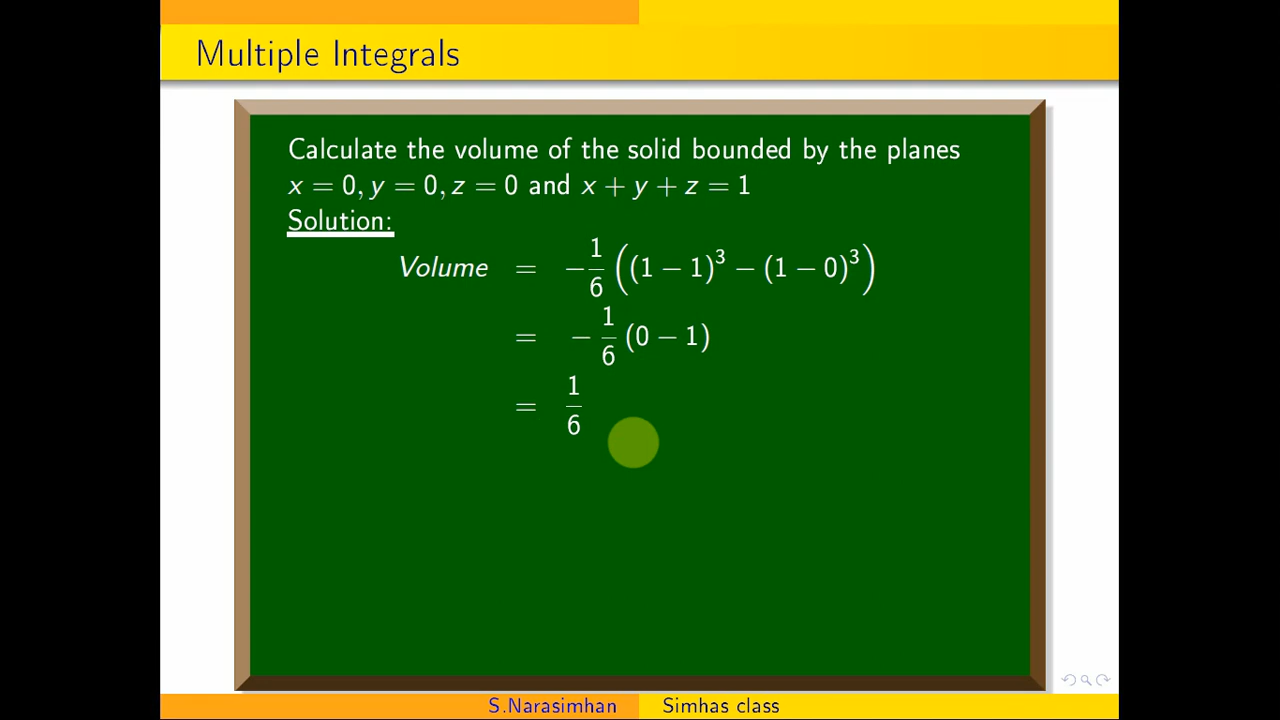 Multiple Integrals
Calculate the volume of the solid bounded by the planes
x = 0, y = 0, z = 0 and x + y + z = 1
Solution:
Volume = −1/6 ((1 − 1)³ − (1 − 0)³)
= −1/6 (0 − 1)
= 1/6
S.Narasimhan Simhas class